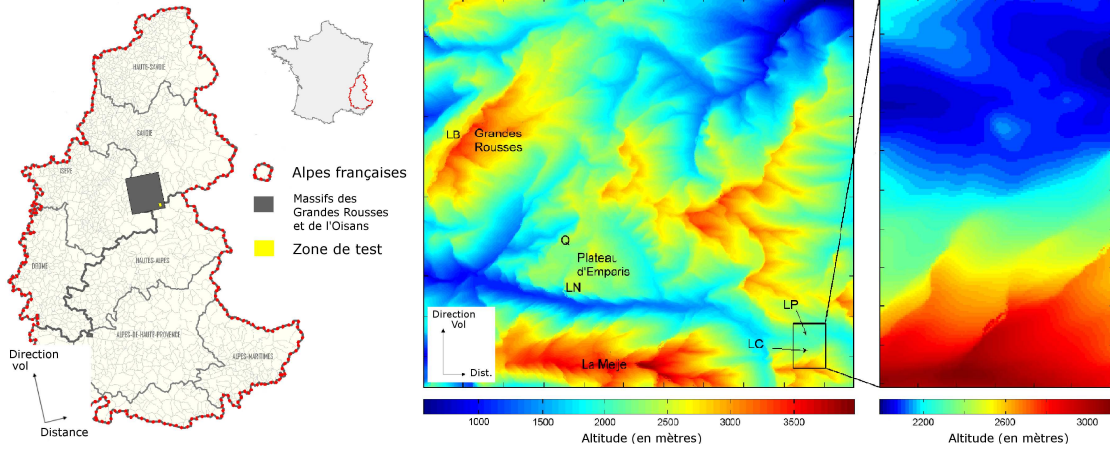 HAUTE-SAVOIE
SAVOIE
ISERE
DROME
HAUTES-ALPES
ALPES-DE-HAUTE-PROVENCE
ALPES-MARITIMES
Direction
vol
Distance
Alpes françaises
Massifs des
Grandes Rousses
et de l'Oisans
Zone de test
LB
Grandes
Rousses
Q
Plateau
d'Emparis
LN
LP
LC
La Meije
Direction
Vol
Dist.
1000 1500 2000 2500 3000 3500
Altitude (en mètres)
2200 2600 3000
Altitude (en mètres)